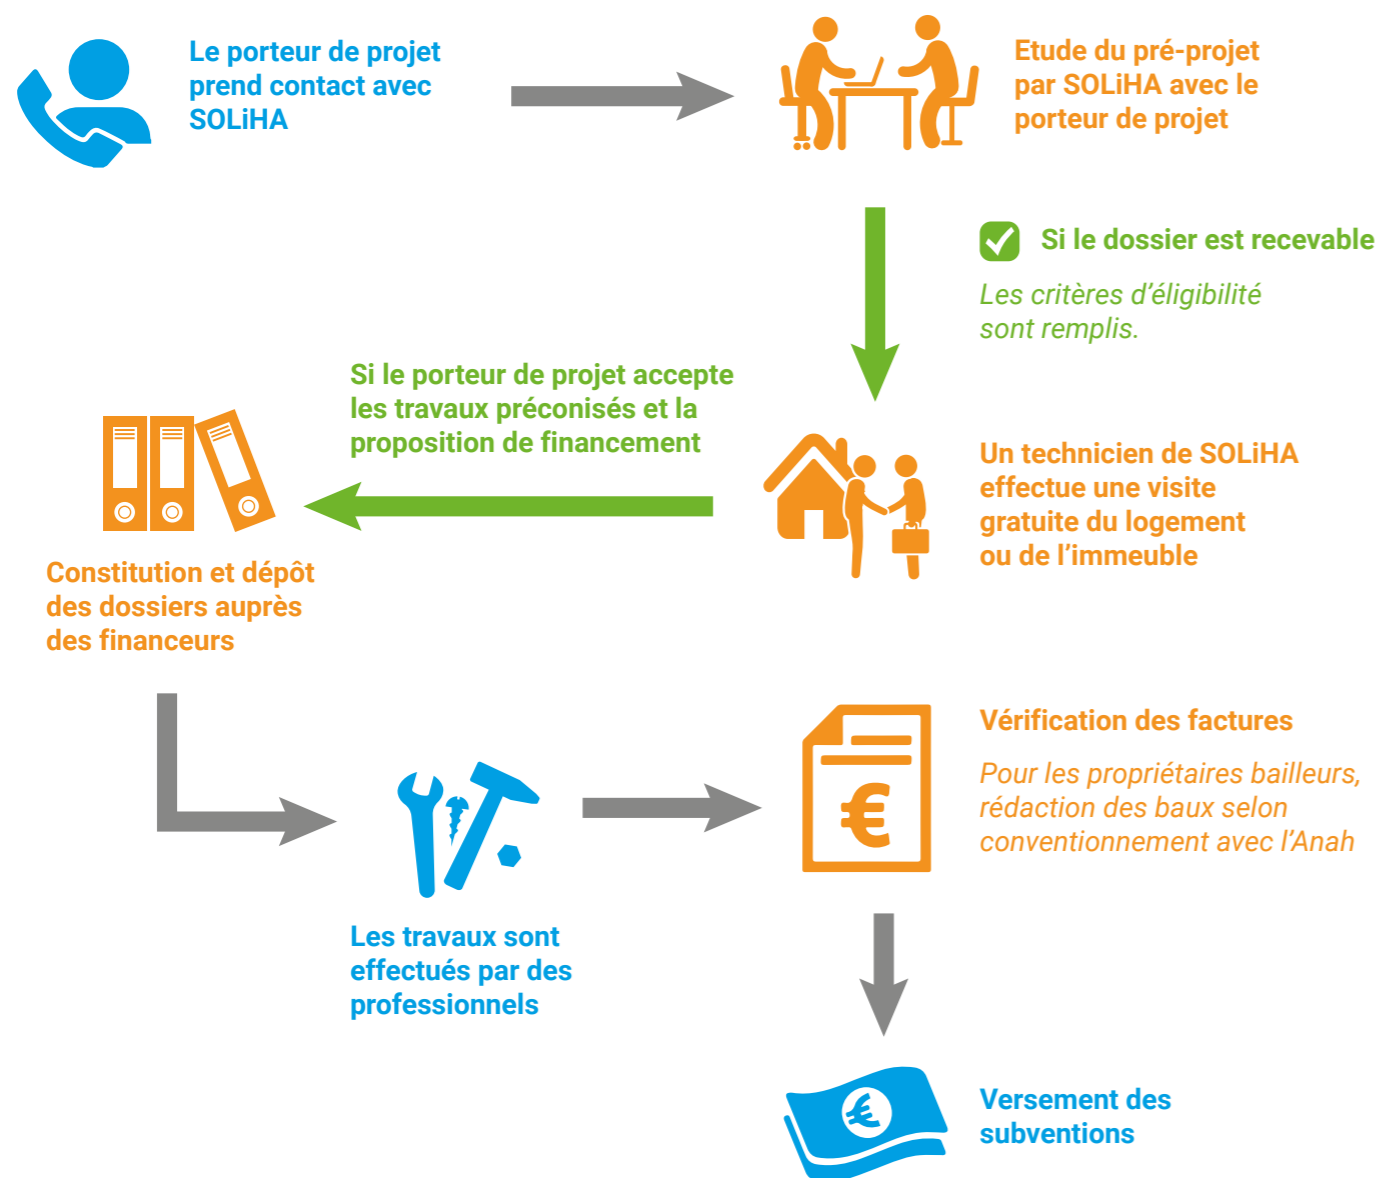 Le porteur de projet
prend contact avec
SOLiHA
Etude du pré-projet
par SOLiHA avec le
porteur de projet
Si le dossier est recevable
Les critères d’éligibilité
sont remplis.
Un technicien de SOLiHA
effectue une visite
gratuite du logement
ou de l’immeuble
Si le porteur de projet accepte
les travaux préconisés et la
proposition de financement
Constitution et dépôt
des dossiers auprès
des financeurs
Les travaux sont
effectués par des
professionnels
€
Vérification des factures
Pour les propriétaires bailleurs,
rédaction des baux selon
conventionnement avec l’Anah
€
Versement des
subventions